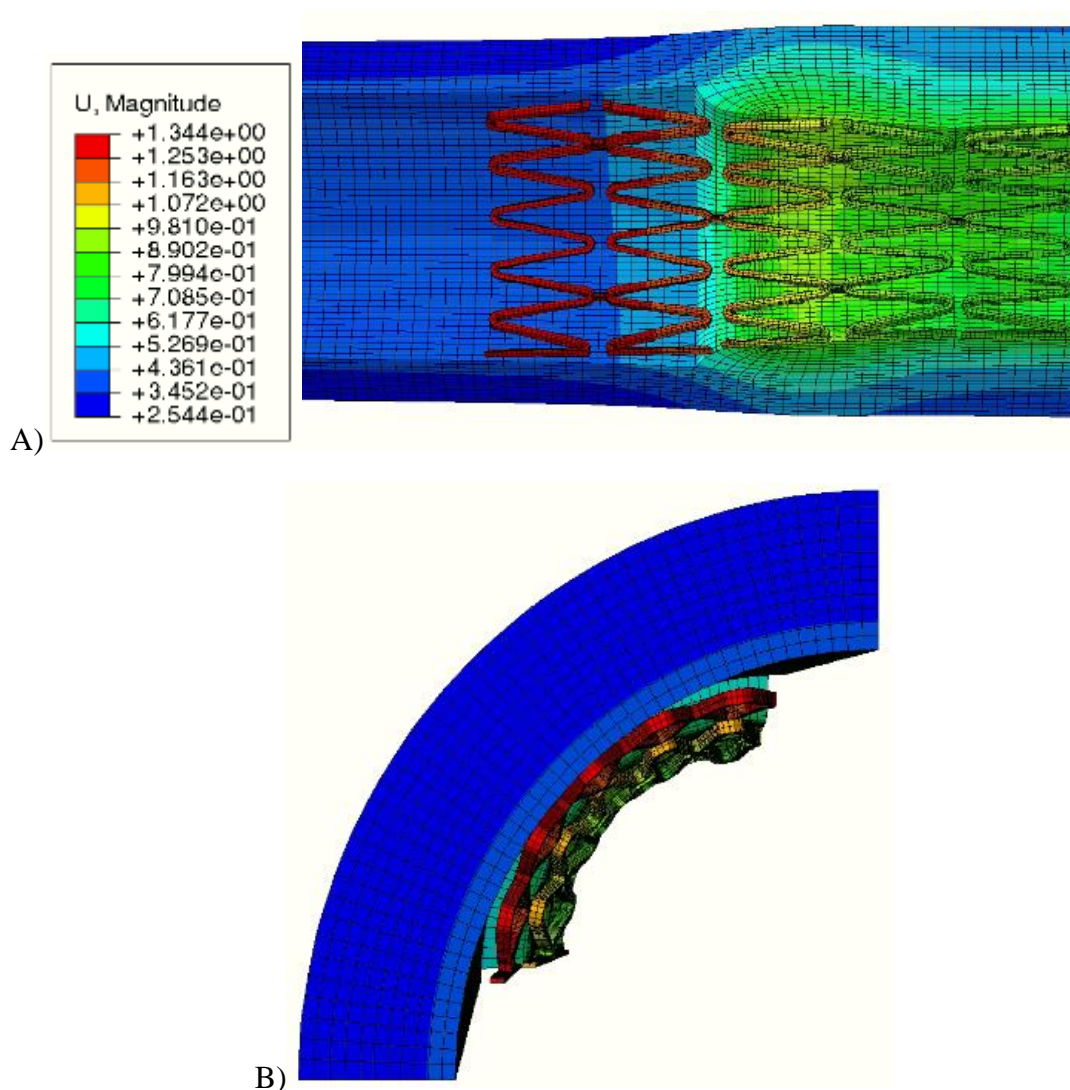 U, Magnitude
+1.344e+00
+1.253e+00
+1.163e+00
+1.072e+00
+9.810e-01
+8.902e-01
+7.994e-01
+7.085e-01
+6.177e-01
+5.269e-01
+4.361e-01
+3.452e-01
+2.544e-01
A)
B)